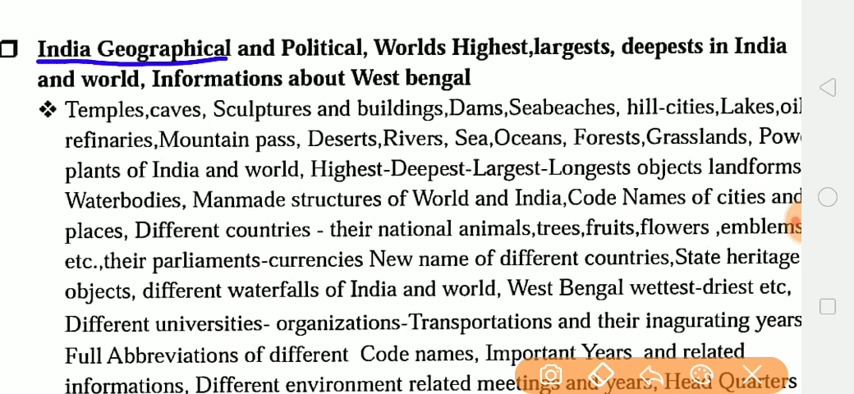 India Geographical and Political, Worlds Highest,largests, deepests in India
and world, Informations about West bengal
Temples,caves, Sculptures and buildings,Dams,Seabeaches, hill-cities,Lakes,oil
refinaries,Mountain pass, Deserts,Rivers, Sea,Oceans, Forests,Grasslands, Pow
plants of India and world, Highest-Deepest-Largest-Longests objects landforms
Waterbodies, Manmade structures of World and India,Code Names of cities and
places, Different countries - their national animals,trees,fruits,flowers ,emblems
etc.,their parliaments-currencies New name of different countries,State heritage
objects, different waterfalls of India and world, West Bengal wettest-driest etc,
Different universities- organizations-Transportations and their inagurating years
Full Abbreviations of different Code names, Important Years and related
informations, Different environment related meetings and years, Head Quarters